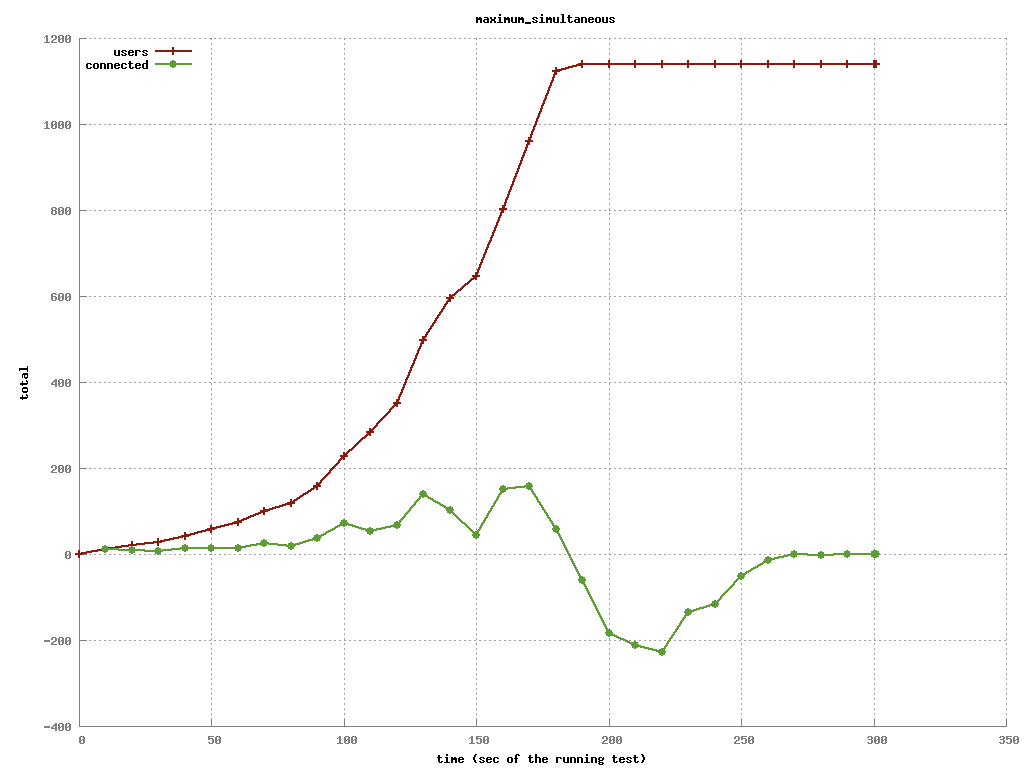 maximum_simultaneous
1200
users
connected
1000
800
600
400
total
200
0
-200
-400
0 50 100 150 200 250 300 350
time (sec of the running test)